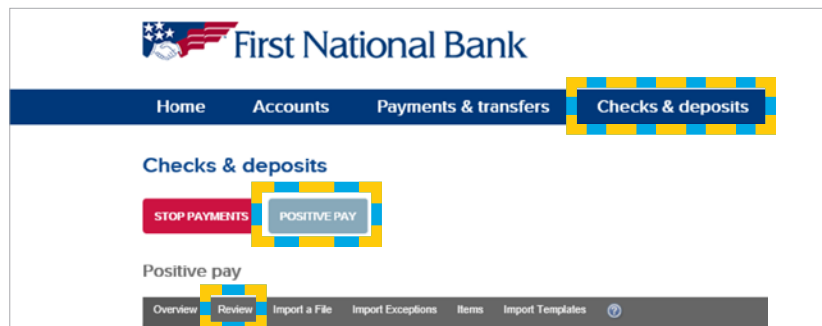 First National Bank
Home Accounts Payments & transfers Checks & deposits
Checks & deposits
STOP PAYMENTS POSITIVE PAY
Positive pay
Overview Review Import a File Import Exceptions Items Import Templates ?